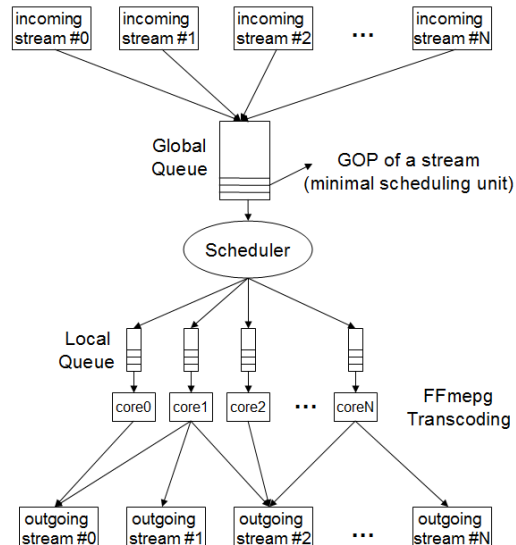 incoming incoming incoming incoming
stream #0 stream #1 stream #2 ... stream #N
Global
Queue
GOP of a stream
(minimal scheduling unit)
Scheduler
Local
Queue
core0 core1 core2 ... coreN
FFmepg
Transcoding
outgoing outgoing outgoing outgoing
stream #0 stream #1 stream #2 ... stream #N